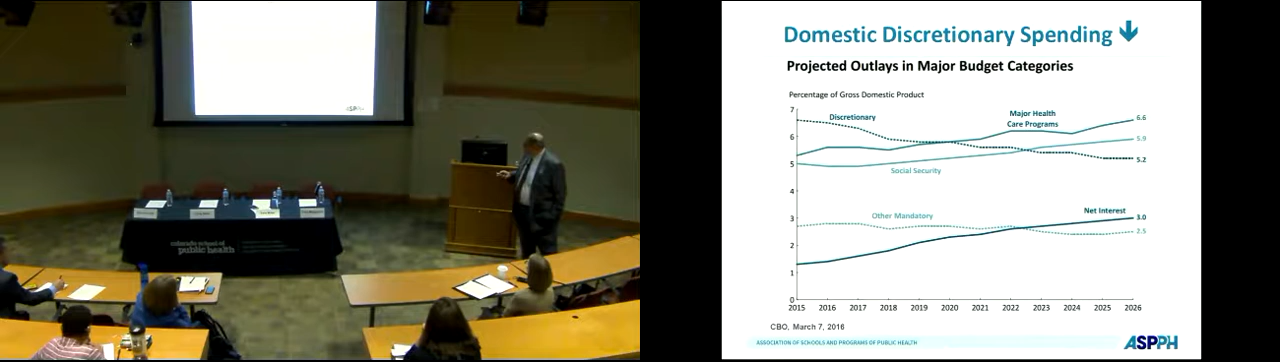 ASPPH
colorado school of
public health
Domestic Discretionary Spending
Projected Outlays in Major Budget Categories
Percentage of Gross Domestic Product
7
6
5
4
3
2
1
0
Discretionary
Major Health
Care Programs
Social Security
Other Mandatory
Net Interest
6.6
5.9
5.2
3.0
2.5
2015 2016 2017 2018 2019 2020 2021 2022 2023 2024 2025 2026
CBO, March 7, 2016
ASSOCIATION OF SCHOOLS AND PROGRAMS OF PUBLIC HEALTH
ASPPH